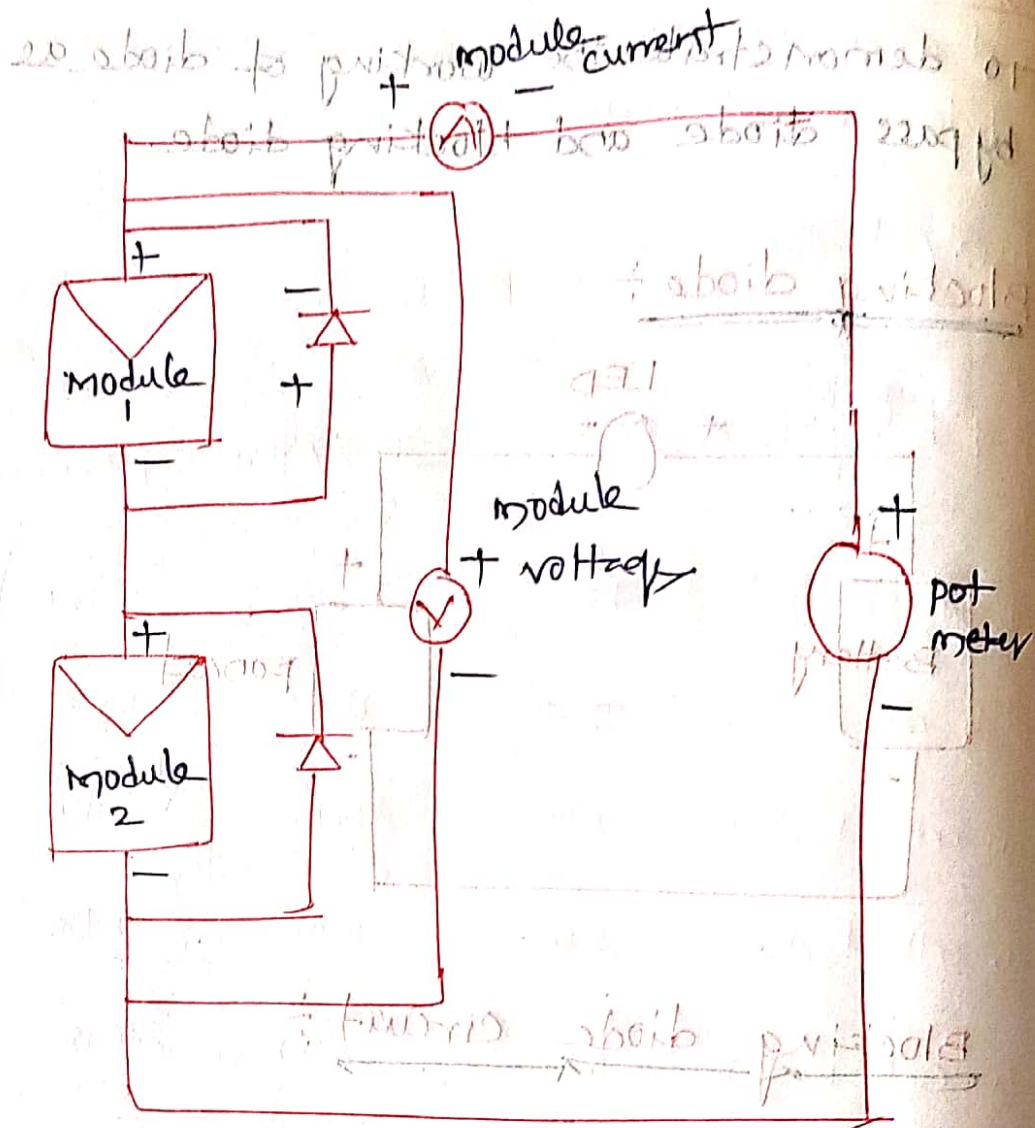 module current
+ −
A
+
−
module
1
+
−
module
+ voltage
V
−
+
pot
meter
−
+
module
2
−